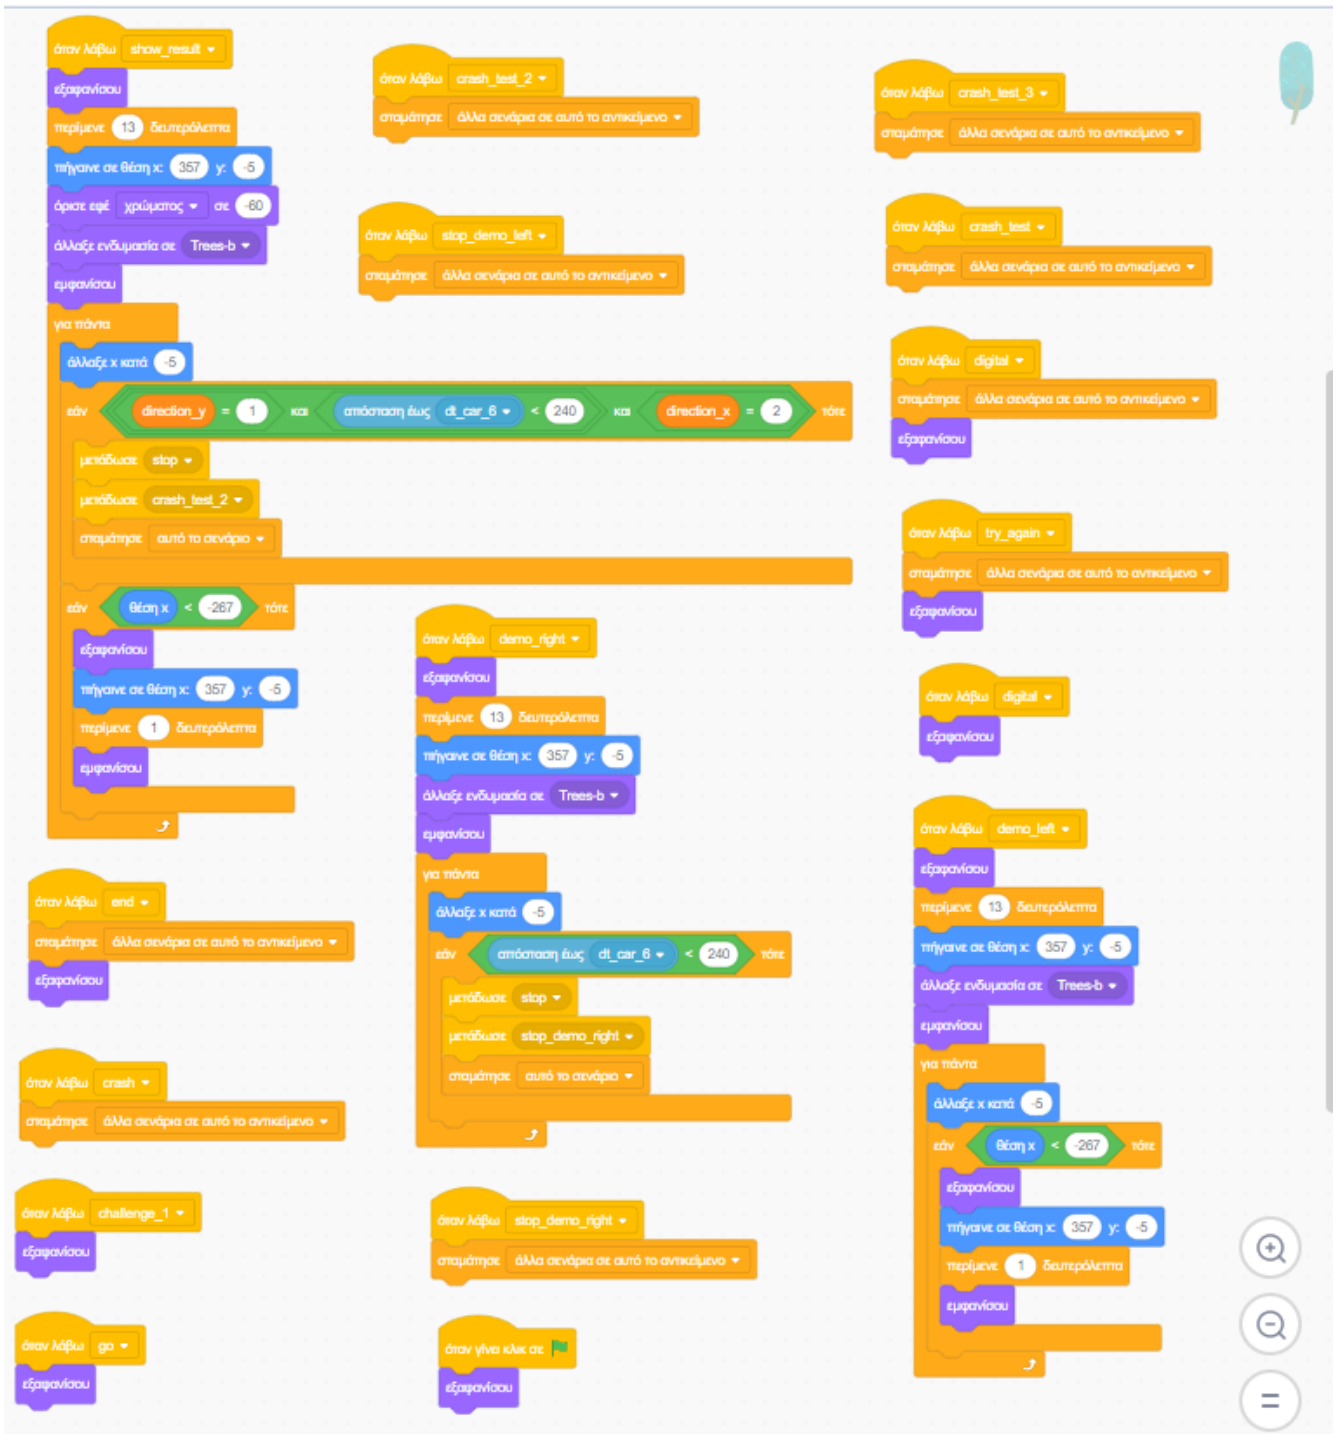 όταν λάβω show_result
εξαφανίσου
περίμενε 13 δευτερόλεπτα
πήγαινε σε θέση x: 357 y: -5
όρισε εφέ χρώματος σε -60
άλλαξε ενδυμασία σε Trees-b
εμφανίσου
για πάντα
άλλαξε x κατά -5
εάν direction_y = 1 και απόσταση έως dt_car_6 < 240 και direction_x = 2 τότε
μετάδωσε stop
μετάδωσε crash_test_2
σταμάτησε αυτό το σενάριο
εάν θέση x < -267 τότε
εξαφανίσου
πήγαινε σε θέση x: 357 y: -5
περίμενε 1 δευτερόλεπτα
εμφανίσου
όταν λάβω end
σταμάτησε άλλα σενάρια σε αυτό το αντικείμενο
εξαφανίσου
όταν λάβω crash
σταμάτησε άλλα σενάρια σε αυτό το αντικείμενο
όταν λάβω challenge_1
εξαφανίσου
όταν λάβω go
εξαφανίσου
όταν λάβω crash_test_2
σταμάτησε άλλα σενάρια σε αυτό το αντικείμενο
όταν λάβω stop_demo_left
σταμάτησε άλλα σενάρια σε αυτό το αντικείμενο
όταν λάβω demo_right
εξαφανίσου
περίμενε 13 δευτερόλεπτα
πήγαινε σε θέση x: 357 y: -5
άλλαξε ενδυμασία σε Trees-b
εμφανίσου
για πάντα
άλλαξε x κατά -5
εάν απόσταση έως dt_car_6 < 240 τότε
μετάδωσε stop
μετάδωσε stop_demo_right
σταμάτησε αυτό το σενάριο
όταν λάβω stop_demo_right
σταμάτησε άλλα σενάρια σε αυτό το αντικείμενο
όταν γίνει κλικ σε
εξαφανίσου
όταν λάβω crash_test_3
σταμάτησε άλλα σενάρια σε αυτό το αντικείμενο
όταν λάβω crash_test
σταμάτησε άλλα σενάρια σε αυτό το αντικείμενο
όταν λάβω digital
σταμάτησε άλλα σενάρια σε αυτό το αντικείμενο
εξαφανίσου
όταν λάβω try_again
σταμάτησε άλλα σενάρια σε αυτό το αντικείμενο
εξαφανίσου
όταν λάβω digital
εξαφανίσου
όταν λάβω demo_left
εξαφανίσου
περίμενε 13 δευτερόλεπτα
πήγαινε σε θέση x: 357 y: -5
άλλαξε ενδυμασία σε Trees-b
εμφανίσου
για πάντα
άλλαξε x κατά -5
εάν θέση x < -267 τότε
εξαφανίσου
πήγαινε σε θέση x: 357 y: -5
περίμενε 1 δευτερόλεπτα
εμφανίσου